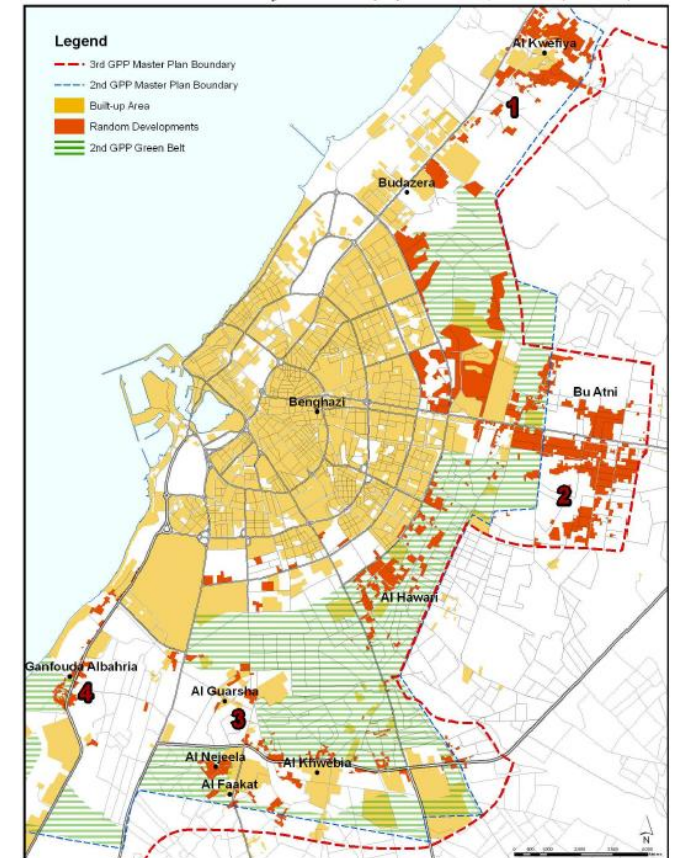 Legend
3rd GPP Master Plan Boundary
2nd GPP Master Plan Boundary
Built-up Area
Random Developments
2nd GPP Green Belt
Al Kwefiya
1
Budazera
Bu Atni
Benghazi
2
Al Hawari
Ganfouda Albahria
4
Al Guarsha
3
Al Nejeela
Al Khwebia
Al Faakat
N